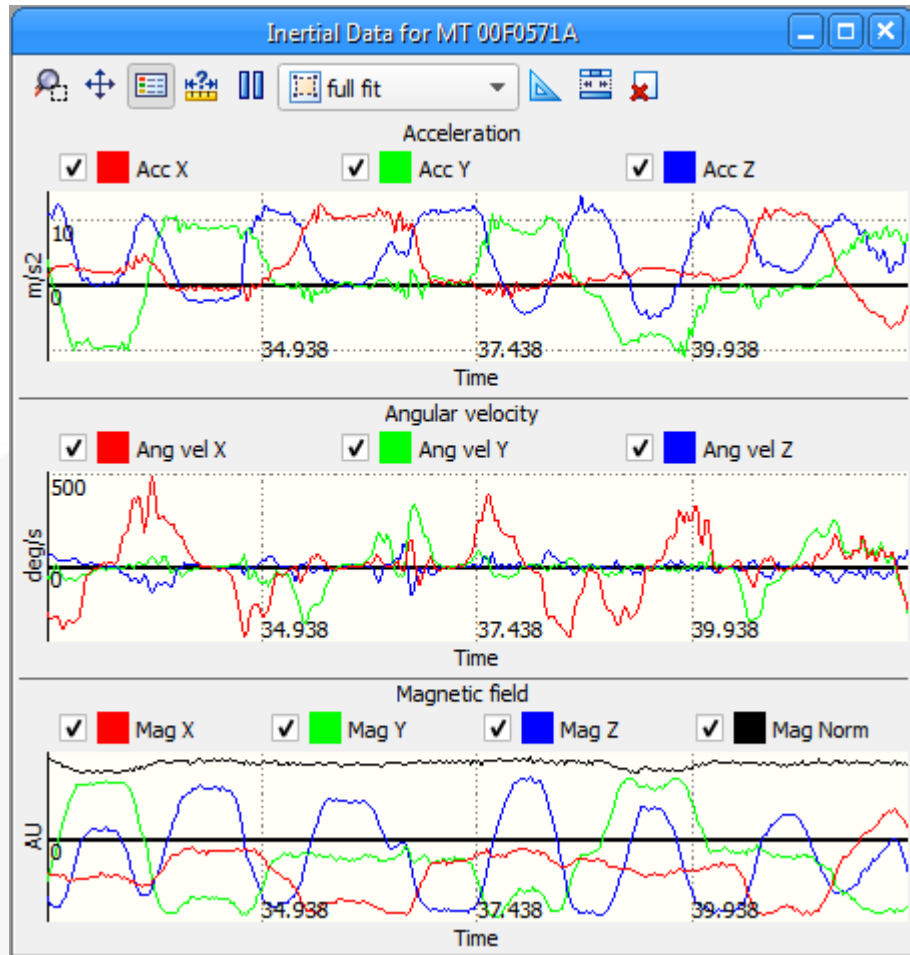 Inertial Data for MT 00F0571A
full fit
Acceleration
Acc X Acc Y Acc Z
10
m/s2
0
34.938 37.438 39.938
Time
Angular velocity
Ang vel X Ang vel Y Ang vel Z
500
deg/s
0
34.938 37.438 39.938
Time
Magnetic field
Mag X Mag Y Mag Z Mag Norm
AU
0
34.938 37.438 39.938
Time